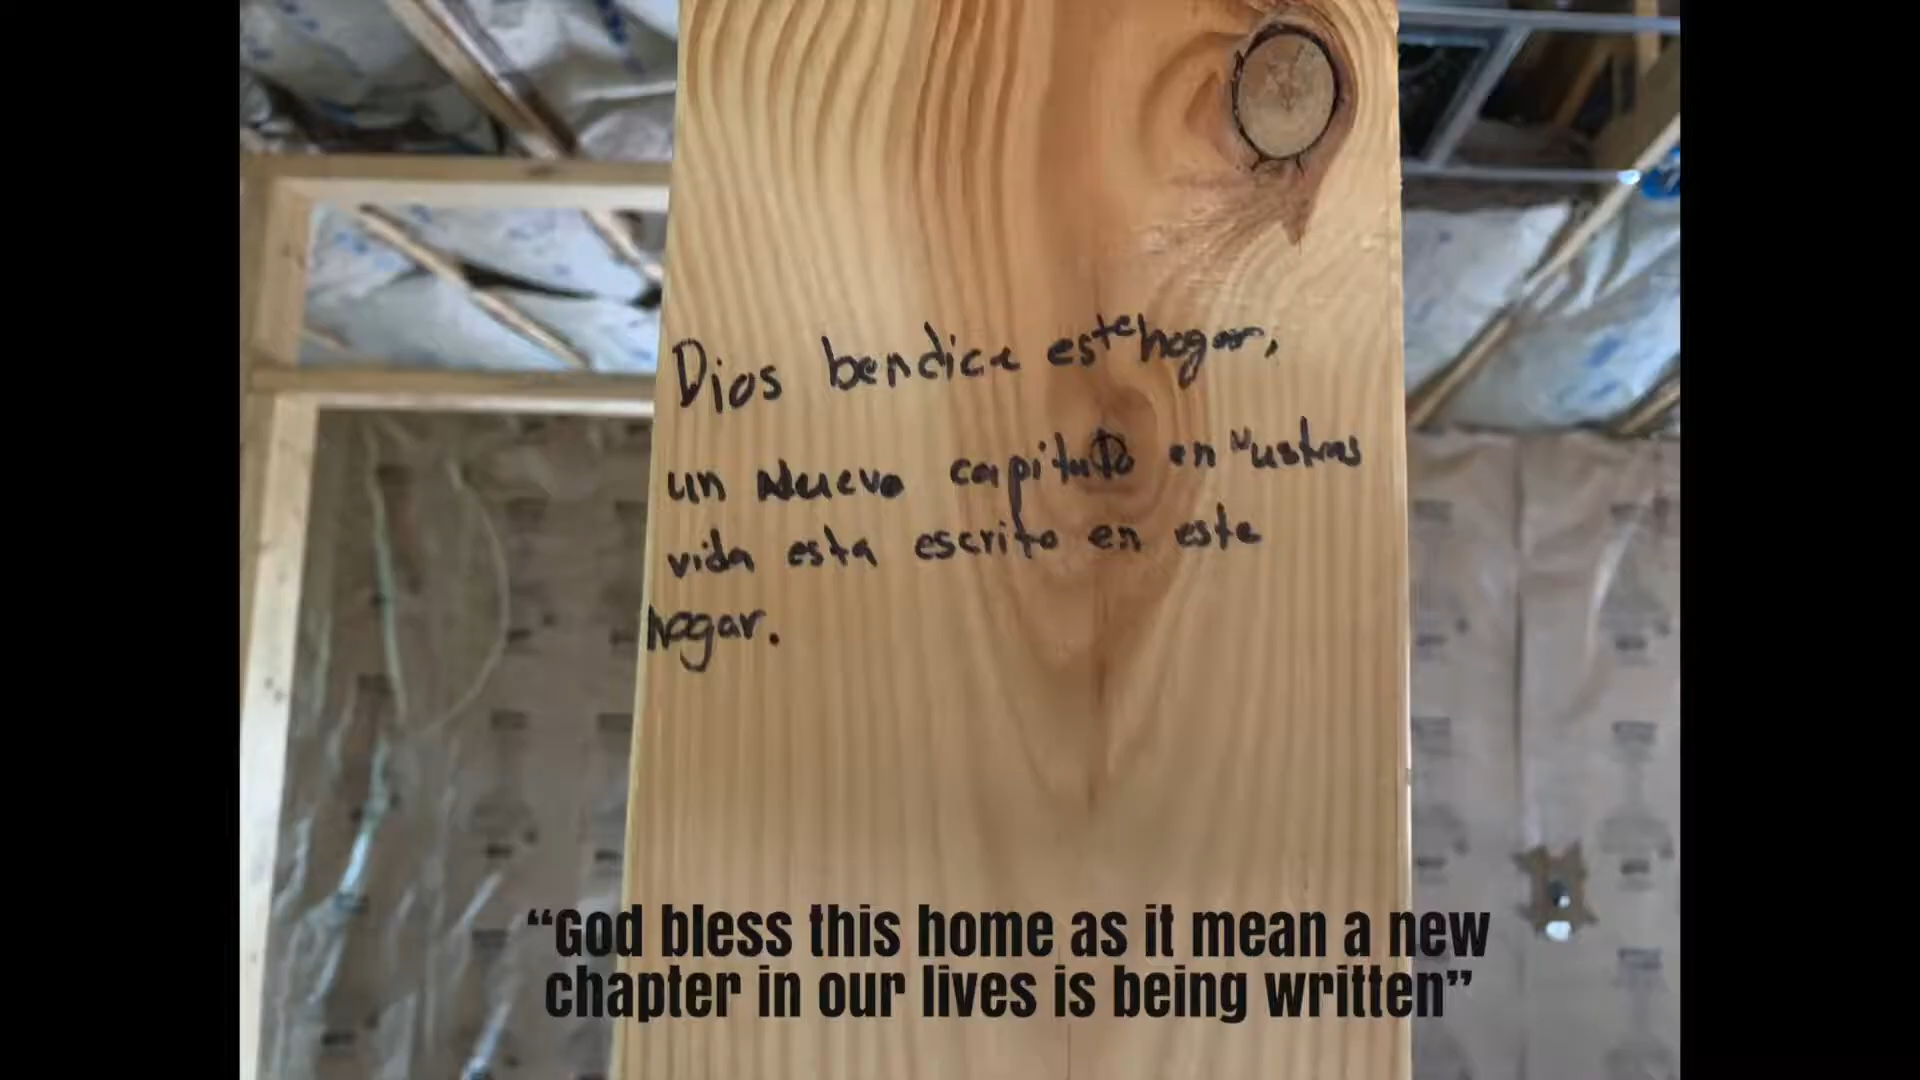 Dios bendice este hogar,
un Nuevo capitulo en nustras
vida esta escrito en este
hogar.
“God bless this home as it mean a new
chapter in our lives is being written”